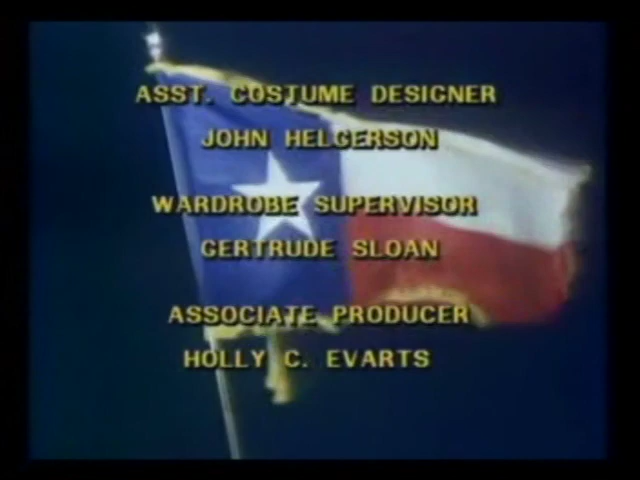 ASST. COSTUME DESIGNER
JOHN HELGERSON
WARDROBE SUPERVISOR
GERTRUDE SLOAN
ASSOCIATE PRODUCER
HOLLY C. EVARTS